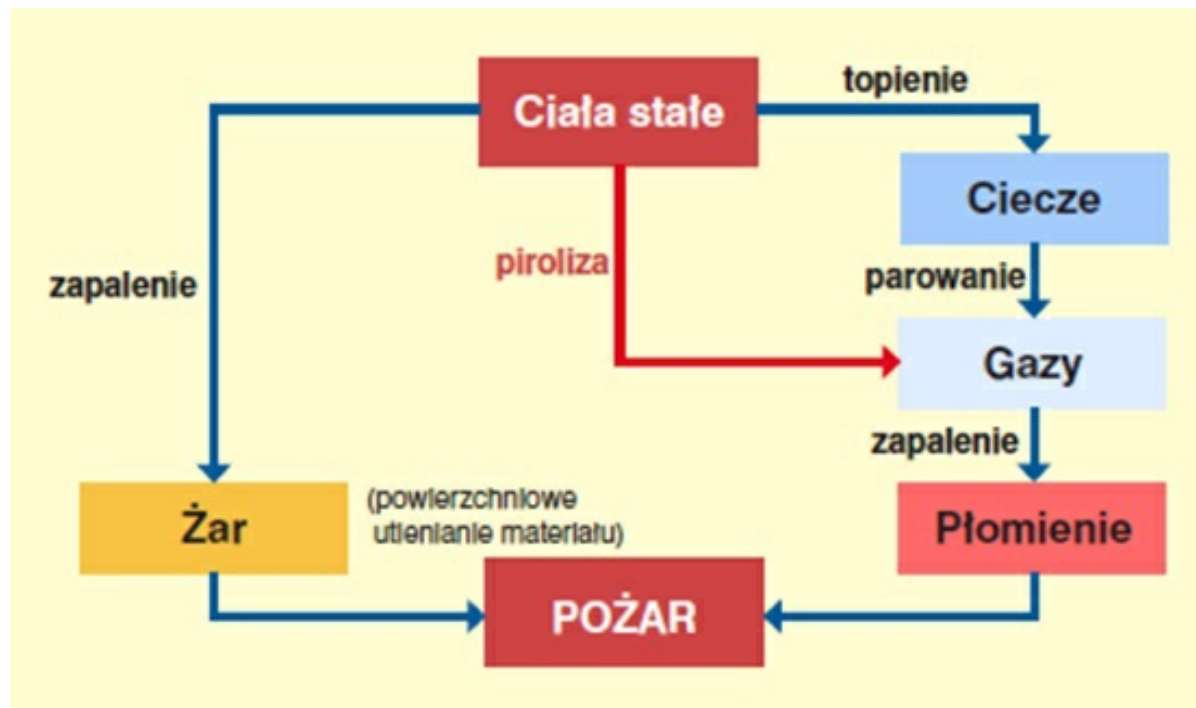 Ciała stałe
topienie
Ciecze
piroliza
zapalenie
parowanie
Gazy
zapalenie
Żar
(powierzchniowe
utlenianie materiału)
Płomienie
POŻAR